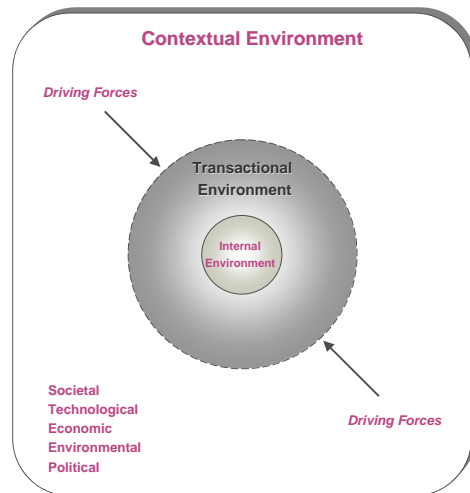 Contextual Environment
Driving Forces
Transactional
Environment
Internal
Environment
Societal
Technological
Economic
Environmental
Political
Driving Forces